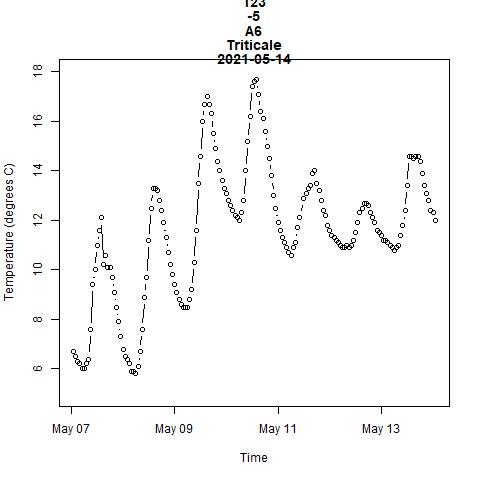 123
-5
A6
Triticale
2021-05-14
Temperature (degrees C)
18
16
14
12
10
8
6
May 07
May 09
May 11
May 13
Time